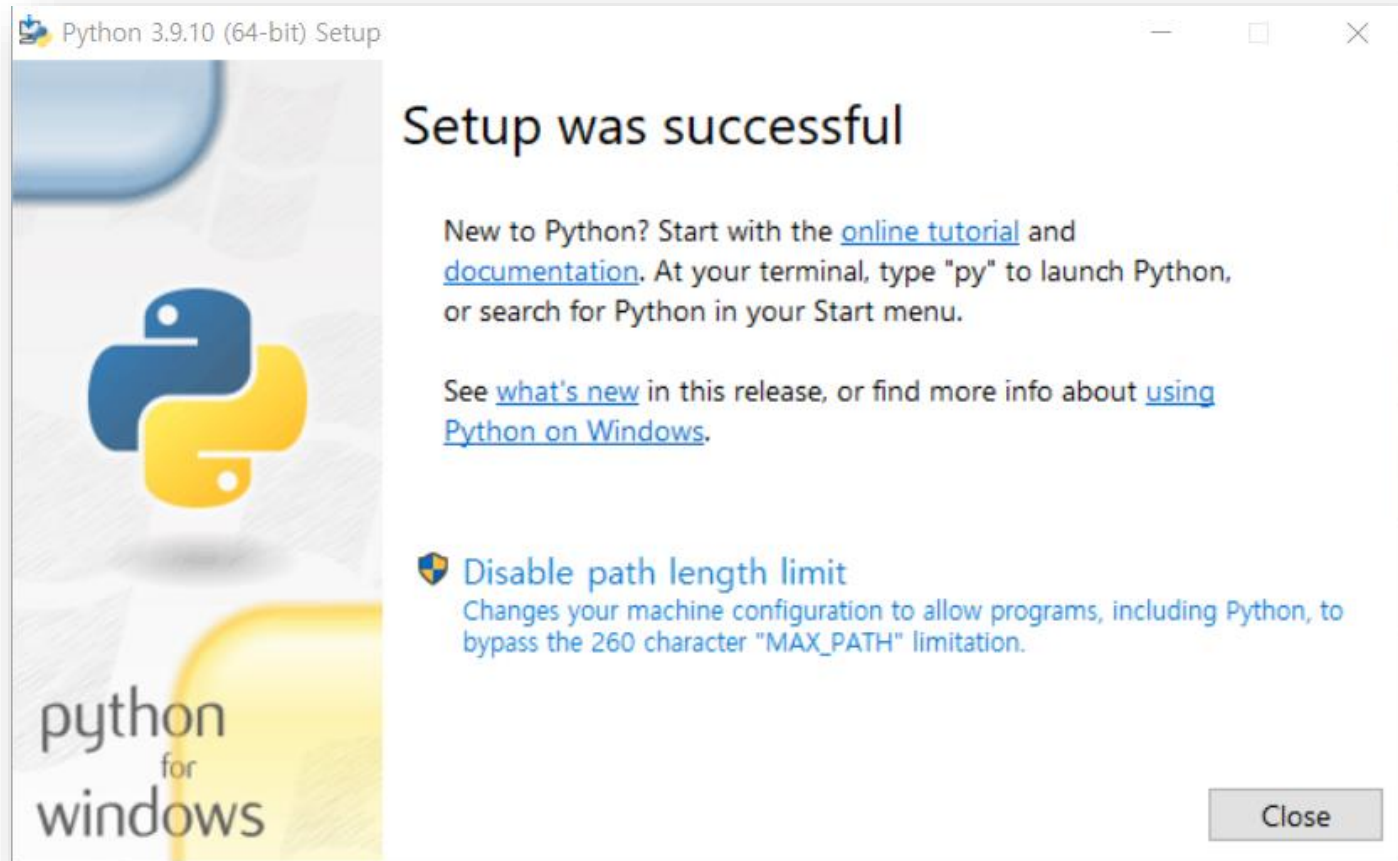 Python 3.9.10 (64-bit) Setup
Setup was successful
New to Python? Start with the online tutorial and
documentation. At your terminal, type "py" to launch Python,
or search for Python in your Start menu.
See what's new in this release, or find more info about using
Python on Windows.
Disable path length limit
Changes your machine configuration to allow programs, including Python, to
bypass the 260 character "MAX_PATH" limitation.
python
for
windows
Close